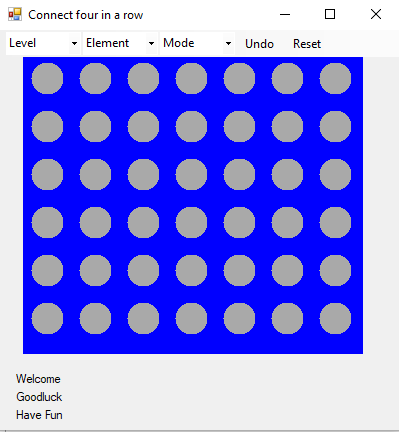 Connect four in a row
Level Element Mode Undo Reset
Welcome
Goodluck
Have Fun